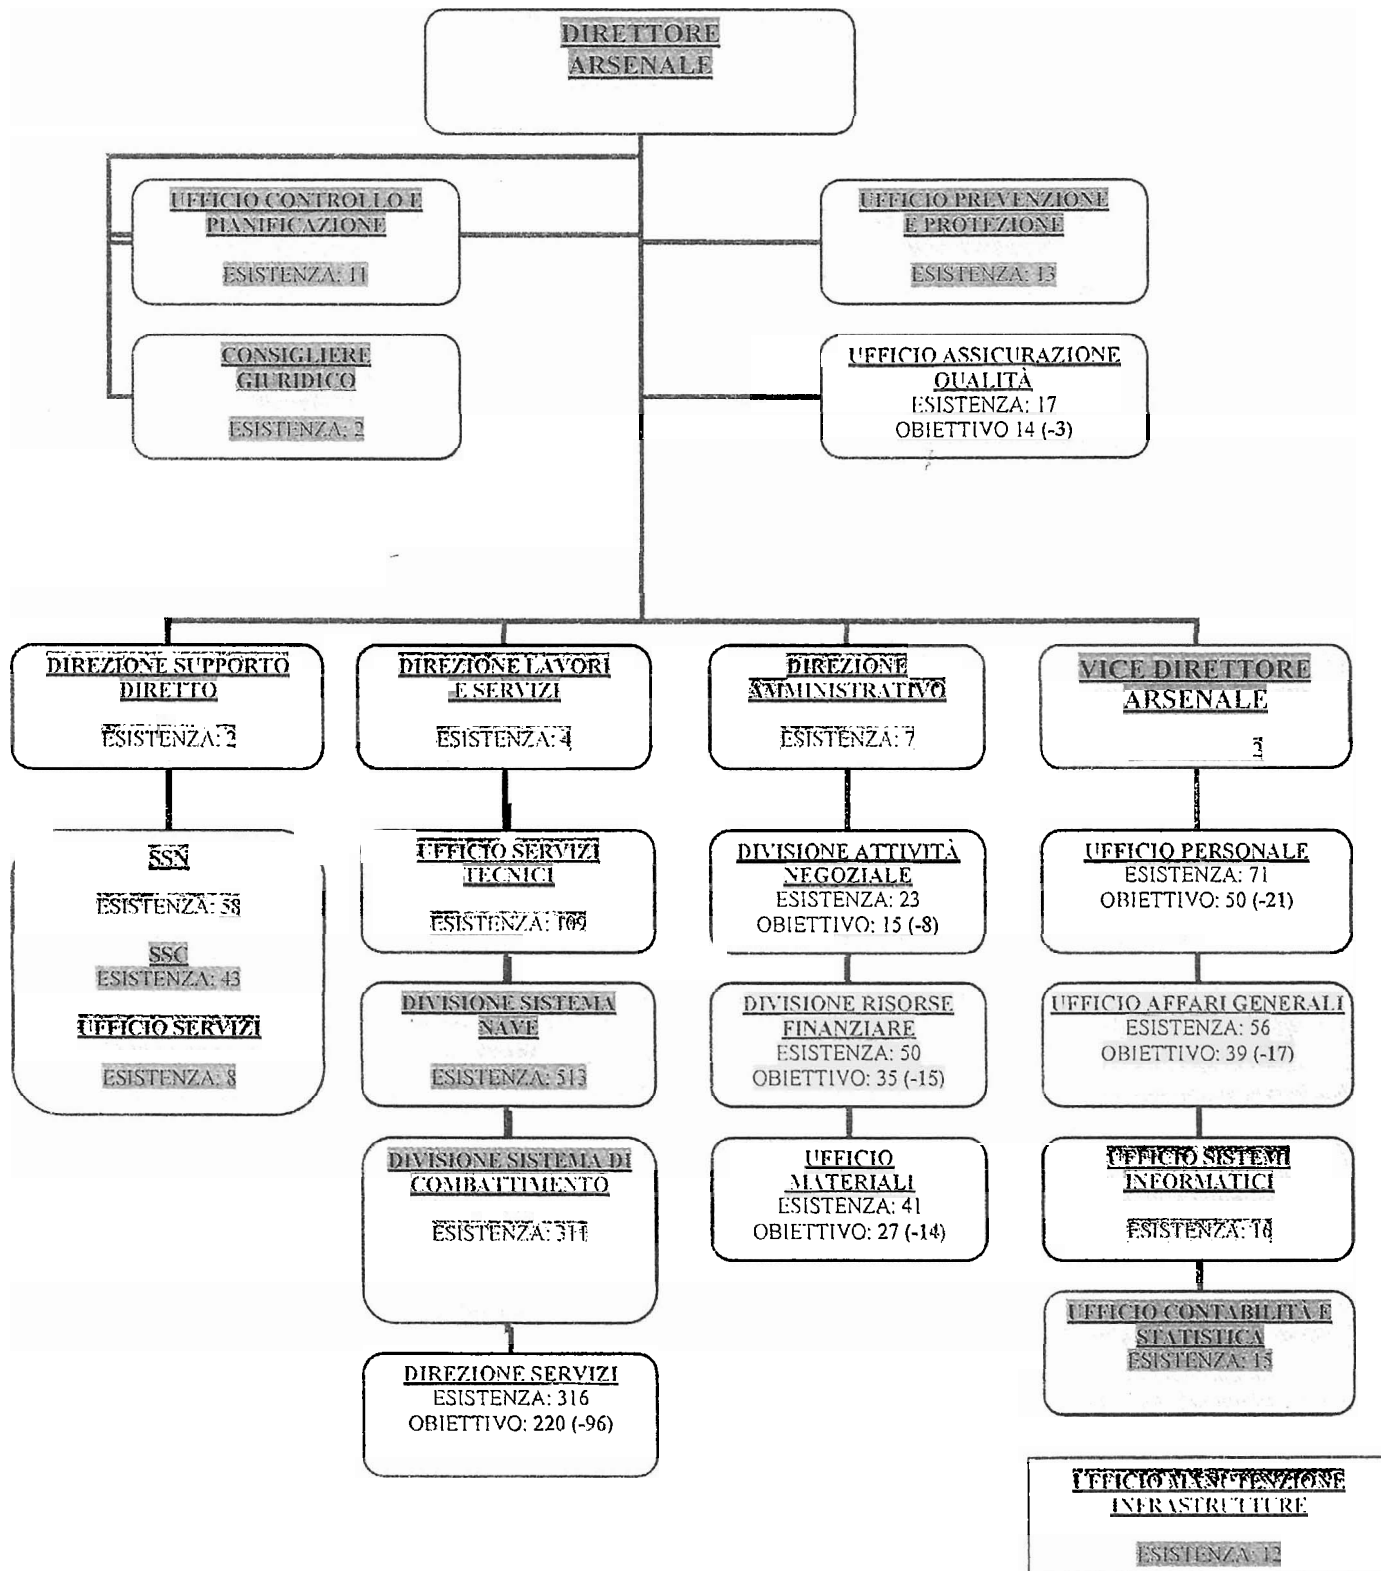 DIRETTORE
ARSENALE
UFFICIO CONTROLLO E
PIANIFICAZIONE
ESISTENZA: 11
UFFICIO PREVENZIONE
E PROTEZIONE
ESISTENZA: 13
CONSIGLIERE
GIURIDICO
ESISTENZA: 2
UFFICIO ASSICURAZIONE
QUALITÀ
ESISTENZA: 17
OBIETTIVO 14 (-3)
DIREZIONE SUPPORTO
DIRETTO
ESISTENZA: 2
DIREZIONE LAVORI
E SERVIZI
ESISTENZA: 4
DIREZIONE
AMMINISTRATIVO
ESISTENZA: 7
VICE DIRETTORE
ARSENALE
SSN
ESISTENZA: 58
SSC
ESISTENZA: 43
UFFICIO SERVIZI
ESISTENZA: 8
UFFICIO SERVIZI
TECNICI
ESISTENZA: 109
DIVISIONE SISTEMA
NAVE
ESISTENZA: 513
DIVISIONE SISTEMA DI
COMBATTIMENTO
ESISTENZA: 311
DIREZIONE SERVIZI
ESISTENZA: 316
OBIETTIVO: 220 (-96)
DIVISIONE ATTIVITÀ
NEGOZIALE
ESISTENZA: 23
OBIETTIVO: 15 (-8)
DIVISIONE RISORSE
FINANZIARE
ESISTENZA: 50
OBIETTIVO: 35 (-15)
UFFICIO
MATERIALI
ESISTENZA: 41
OBIETTIVO: 27 (-14)
UFFICIO PERSONALE
ESISTENZA: 71
OBIETTIVO: 50 (-21)
UFFICIO AFFARI GENERALI
ESISTENZA: 56
OBIETTIVO: 39 (-17)
UFFICIO SISTEMI
INFORMATICI
ESISTENZA: 16
UFFICIO CONTABILITÀ E
STATISTICA
ESISTENZA: 15
UFFICIO MANUTENZIONE
INFRASTRUTTURE
ESISTENZA: 12